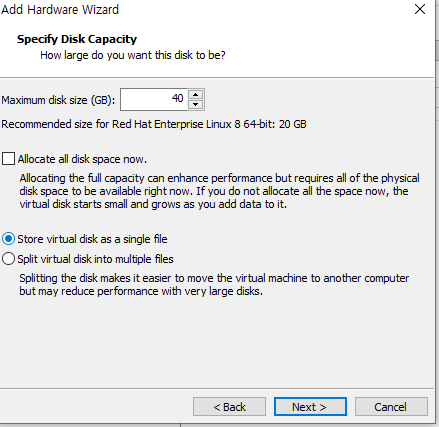 Add Hardware Wizard
Specify Disk Capacity
How large do you want this disk to be?
Maximum disk size (GB): 40
Recommended size for Red Hat Enterprise Linux 8 64-bit: 20 GB
Allocate all disk space now.
Allocating the full capacity can enhance performance but requires all of the physical
disk space to be available right now. If you do not allocate all the space now, the
virtual disk starts small and grows as you add data to it.
Store virtual disk as a single file
Split virtual disk into multiple files
Splitting the disk makes it easier to move the virtual machine to another computer
but may reduce performance with very large disks.
< Back Next > Cancel